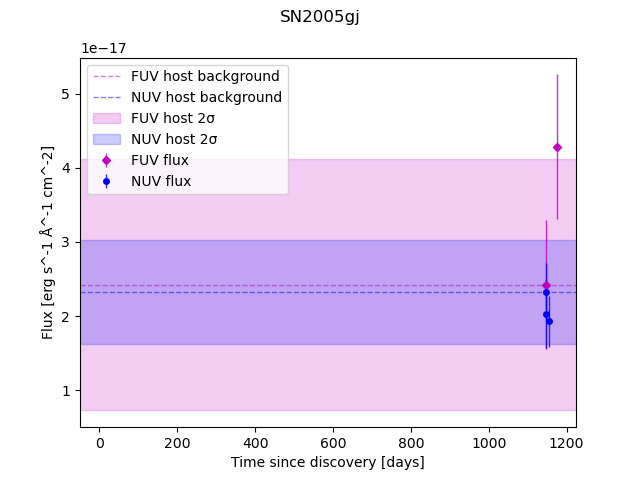 SN2005gj
1e−17
FUV host background
NUV host background
FUV host 2σ
NUV host 2σ
FUV flux
NUV flux
5
4
3
2
1
Flux [erg s^-1 Å^-1 cm^-2]
0 200 400 600 800 1000 1200
Time since discovery [days]